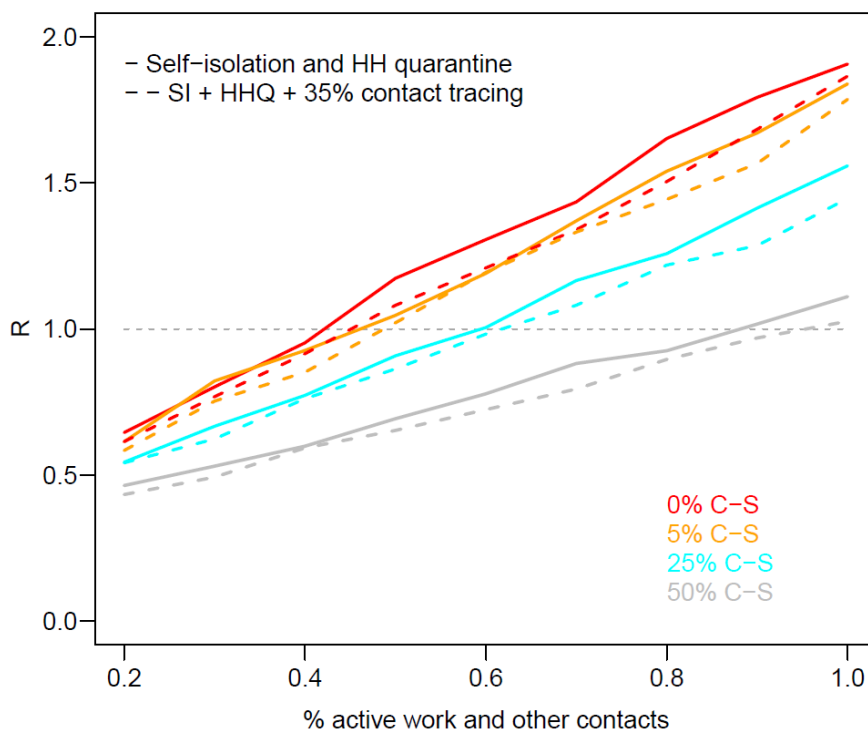 2.0
− Self−isolation and HH quarantine
− − SI + HHQ + 35% contact tracing
1.5
R
1.0
0.5
0% C−S
5% C−S
25% C−S
50% C−S
0.0
0.2 0.4 0.6 0.8 1.0
% active work and other contacts